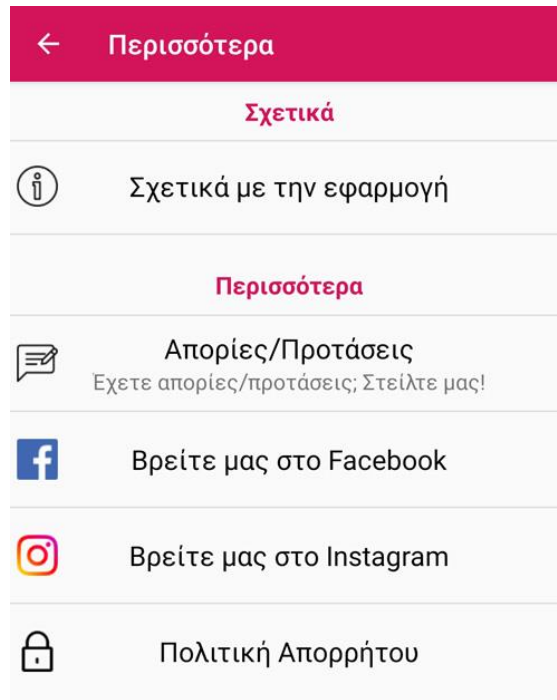 Περισσότερα
Σχετικά
Σχετικά με την εφαρμογή
Περισσότερα
Απορίες/Προτάσεις
Έχετε απορίες/προτάσεις; Στείλτε μας!
Βρείτε μας στο Facebook
Βρείτε μας στο Instagram
Πολιτική Απορρήτου